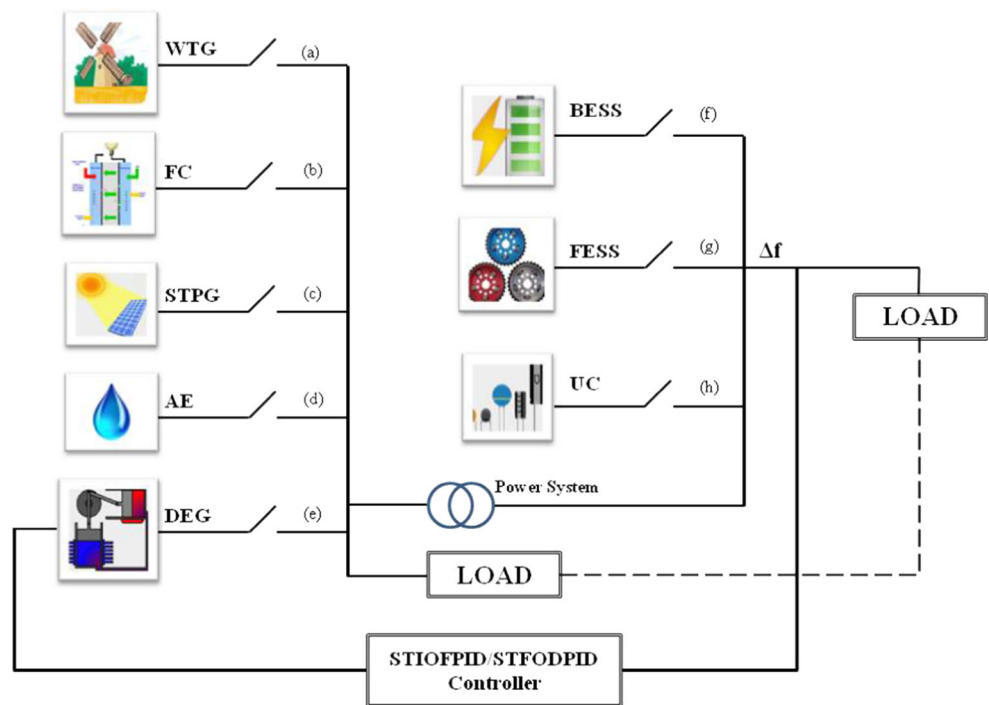 WTG
(a)
FC
(b)
STPG
(c)
AE
(d)
DEG
(e)
BESS
(f)
FESS
(g)
Δf
UC
(h)
LOAD
Power System
LOAD
STIOFPID/STFODPID
Controller